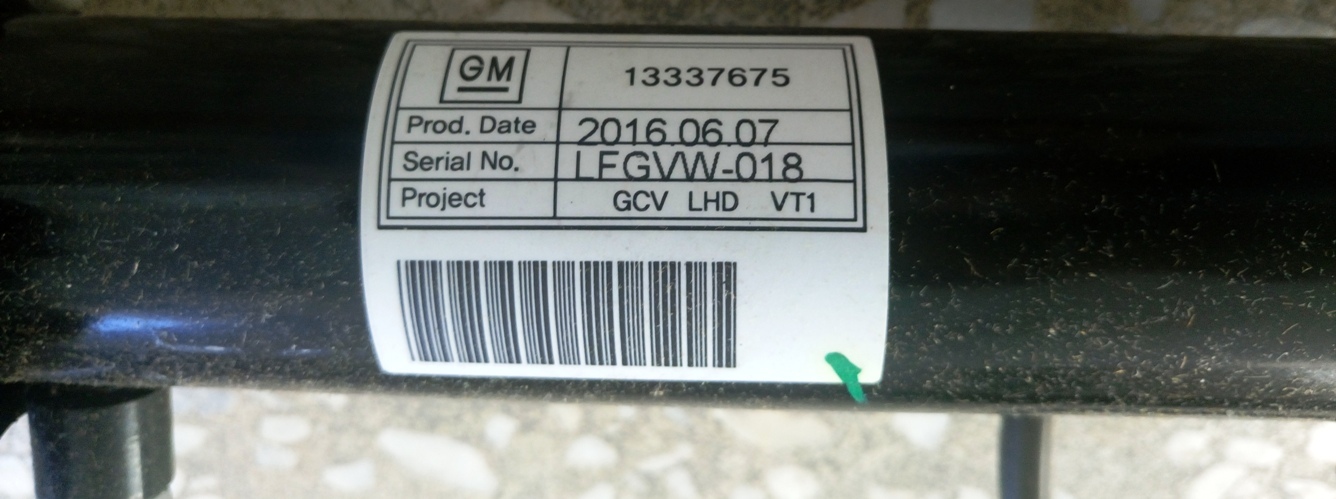 GM 13337675
Prod. Date 2016.06.07
Serial No. LFGVW-018
Project GCV LHD VT1